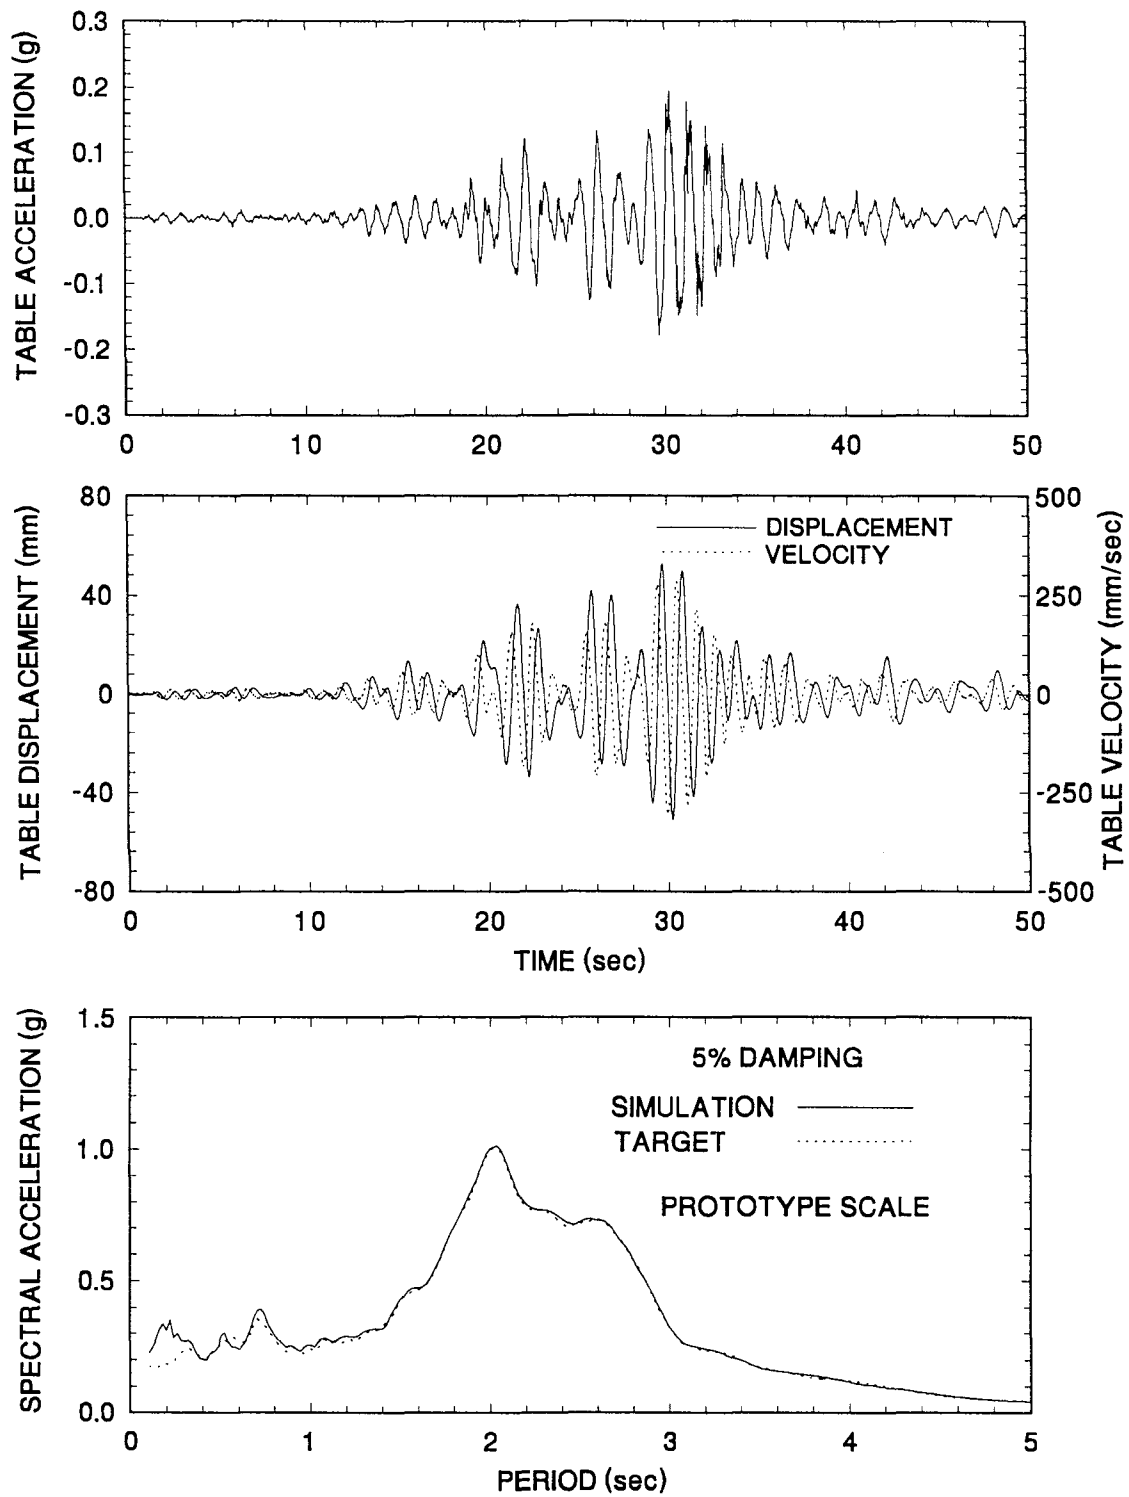 TABLE ACCELERATION (g)
0.3
0.2
0.1
0.0
-0.1
-0.2
-0.3
0 10 20 30 40 50
TABLE DISPLACEMENT (mm)
80
40
0
-40
-80
DISPLACEMENT
VELOCITY
500
250
0
-250
-500
TABLE VELOCITY (mm/sec)
0 10 20 30 40 50
TIME (sec)
SPECTRAL ACCELERATION (g)
1.5
1.0
0.5
0.0
5% DAMPING
SIMULATION
TARGET
PROTOTYPE SCALE
0 1 2 3 4 5
PERIOD (sec)